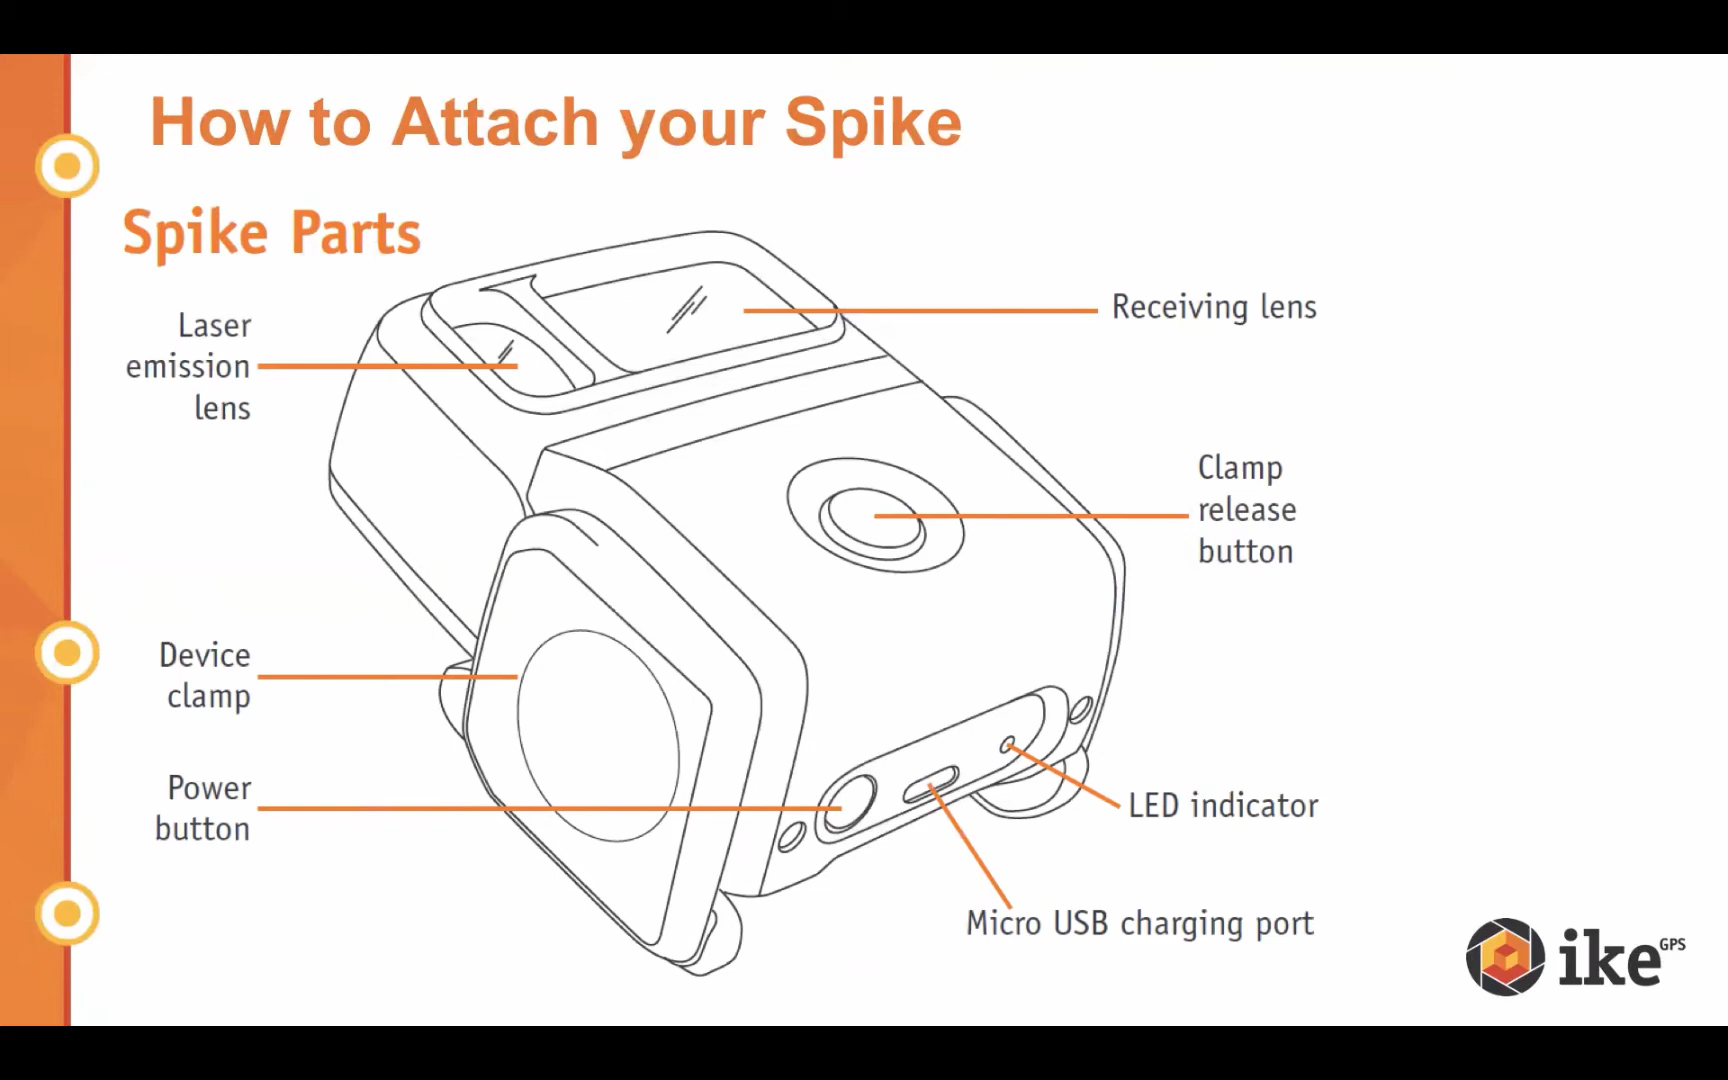 How to Attach your Spike
Spike Parts
Laser
emission
lens
Receiving lens
Clamp
release
button
Device
clamp
Power
button
LED indicator
Micro USB charging port
ike GPS